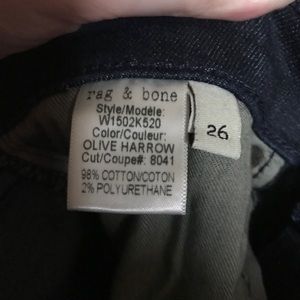 rag & bone
Style/Modèle:
W1502K520
Color/Couleur:
OLIVE HARROW
Cut/Coupe#: 8041
98% COTTON/COTON
2% POLYURETHANE
26